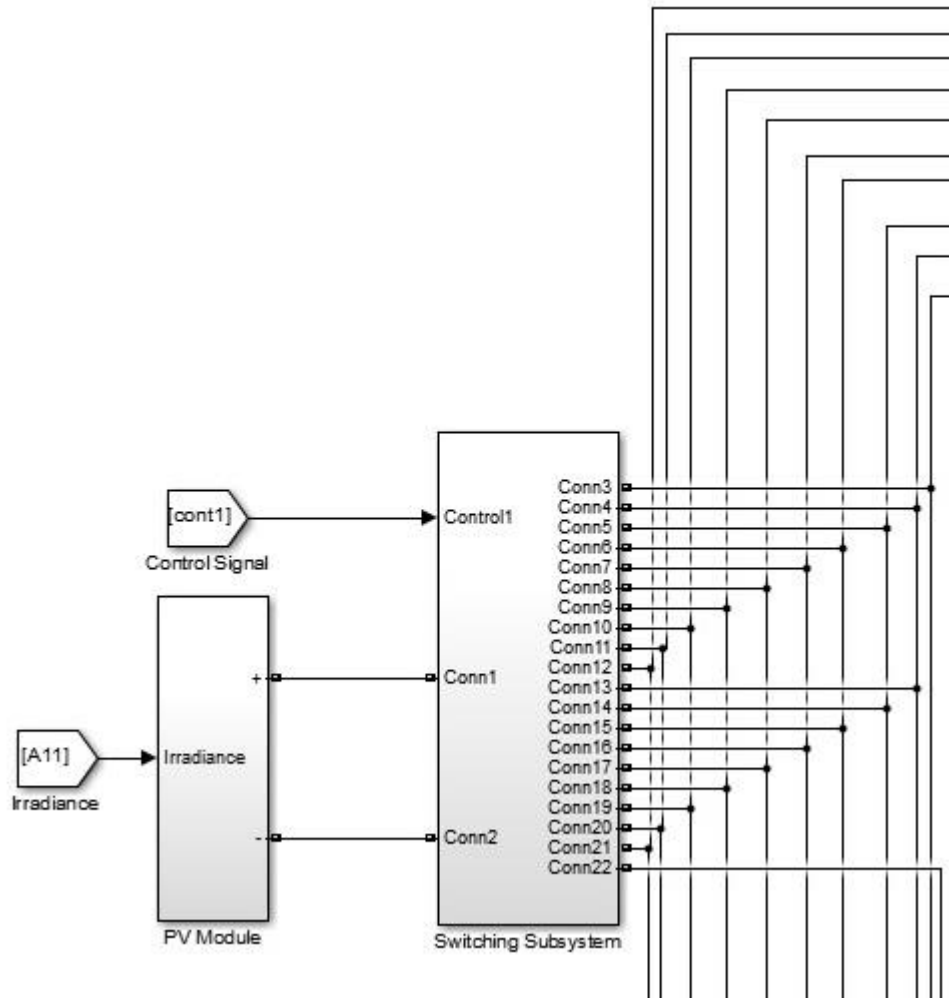 [cont1]
Control Signal
Control1
Conn1
Conn2
Conn3
Conn4
Conn5
Conn6
Conn7
Conn8
Conn9
Conn10
Conn11
Conn12
Conn13
Conn14
Conn15
Conn16
Conn17
Conn18
Conn19
Conn20
Conn21
Conn22
Switching Subsystem
[A11]
Irradiance
+
Irradiance
-
PV Module